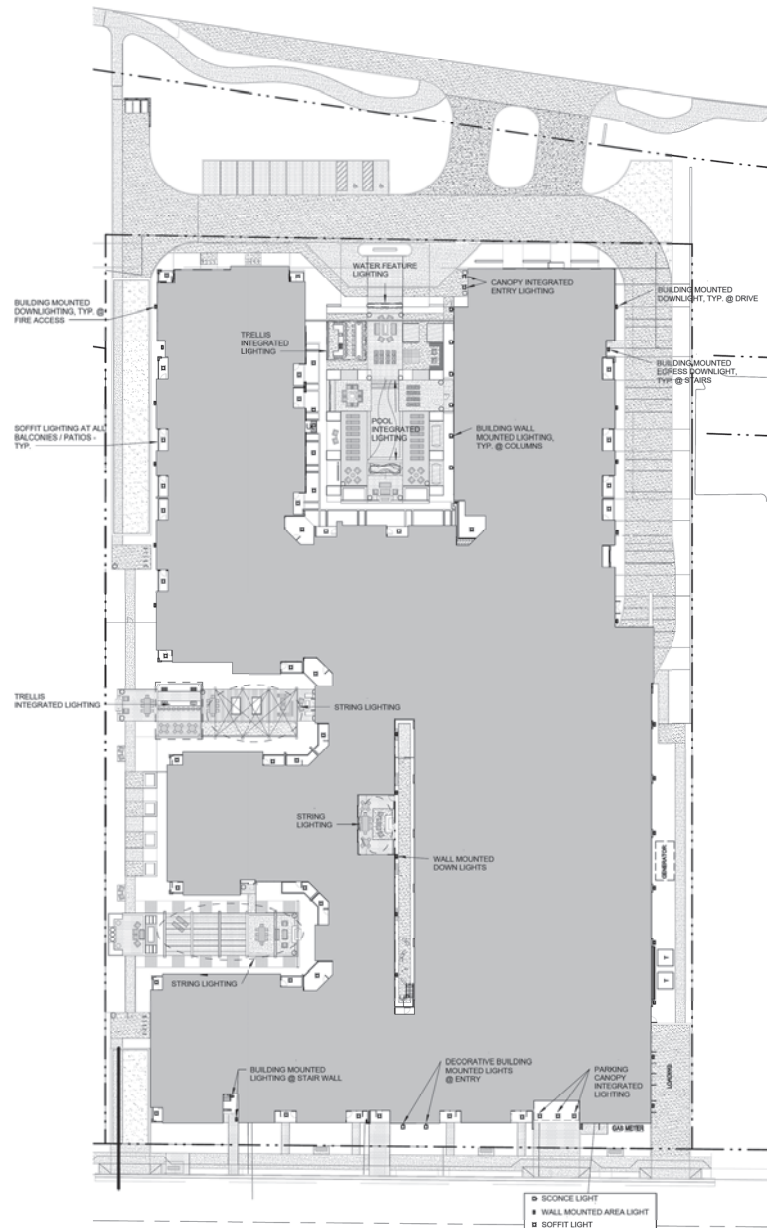 WATER FEATURE
LIGHTING
CANOPY INTEGRATED
ENTRY LIGHTING
BUILDING MOUNTED
DOWNLIGHTING, TYP. @
FIRE ACCESS
BUILDING MOUNTED
DOWNLIGHT, TYP. @ DRIVE
TRELLIS
INTEGRATED
LIGHTING
BUILDING MOUNTED
EGRESS DOWNLIGHT,
TYP @ STAIRS
SOFFIT LIGHTING AT ALL
BALCONIES / PATIOS -
TYP.
POOL
INTEGRATED
LIGHTING
BUILDING WALL
MOUNTED LIGHTING,
TYP. @ COLUMNS
TRELLIS
INTEGRATED LIGHTING
STRING LIGHTING
STRING
LIGHTING
WALL MOUNTED
DOWN LIGHTS
GENERATOR
T
T
STRING LIGHTING
BUILDING MOUNTED
LIGHTING @ STAIR WALL
DECORATIVE BUILDING
MOUNTED LIGHTS
@ ENTRY
PARKING
CANOPY
INTEGRATED
LIGHTING
LOADING
GAS METER
SCONCE LIGHT
WALL MOUNTED AREA LIGHT
SOFFIT LIGHT